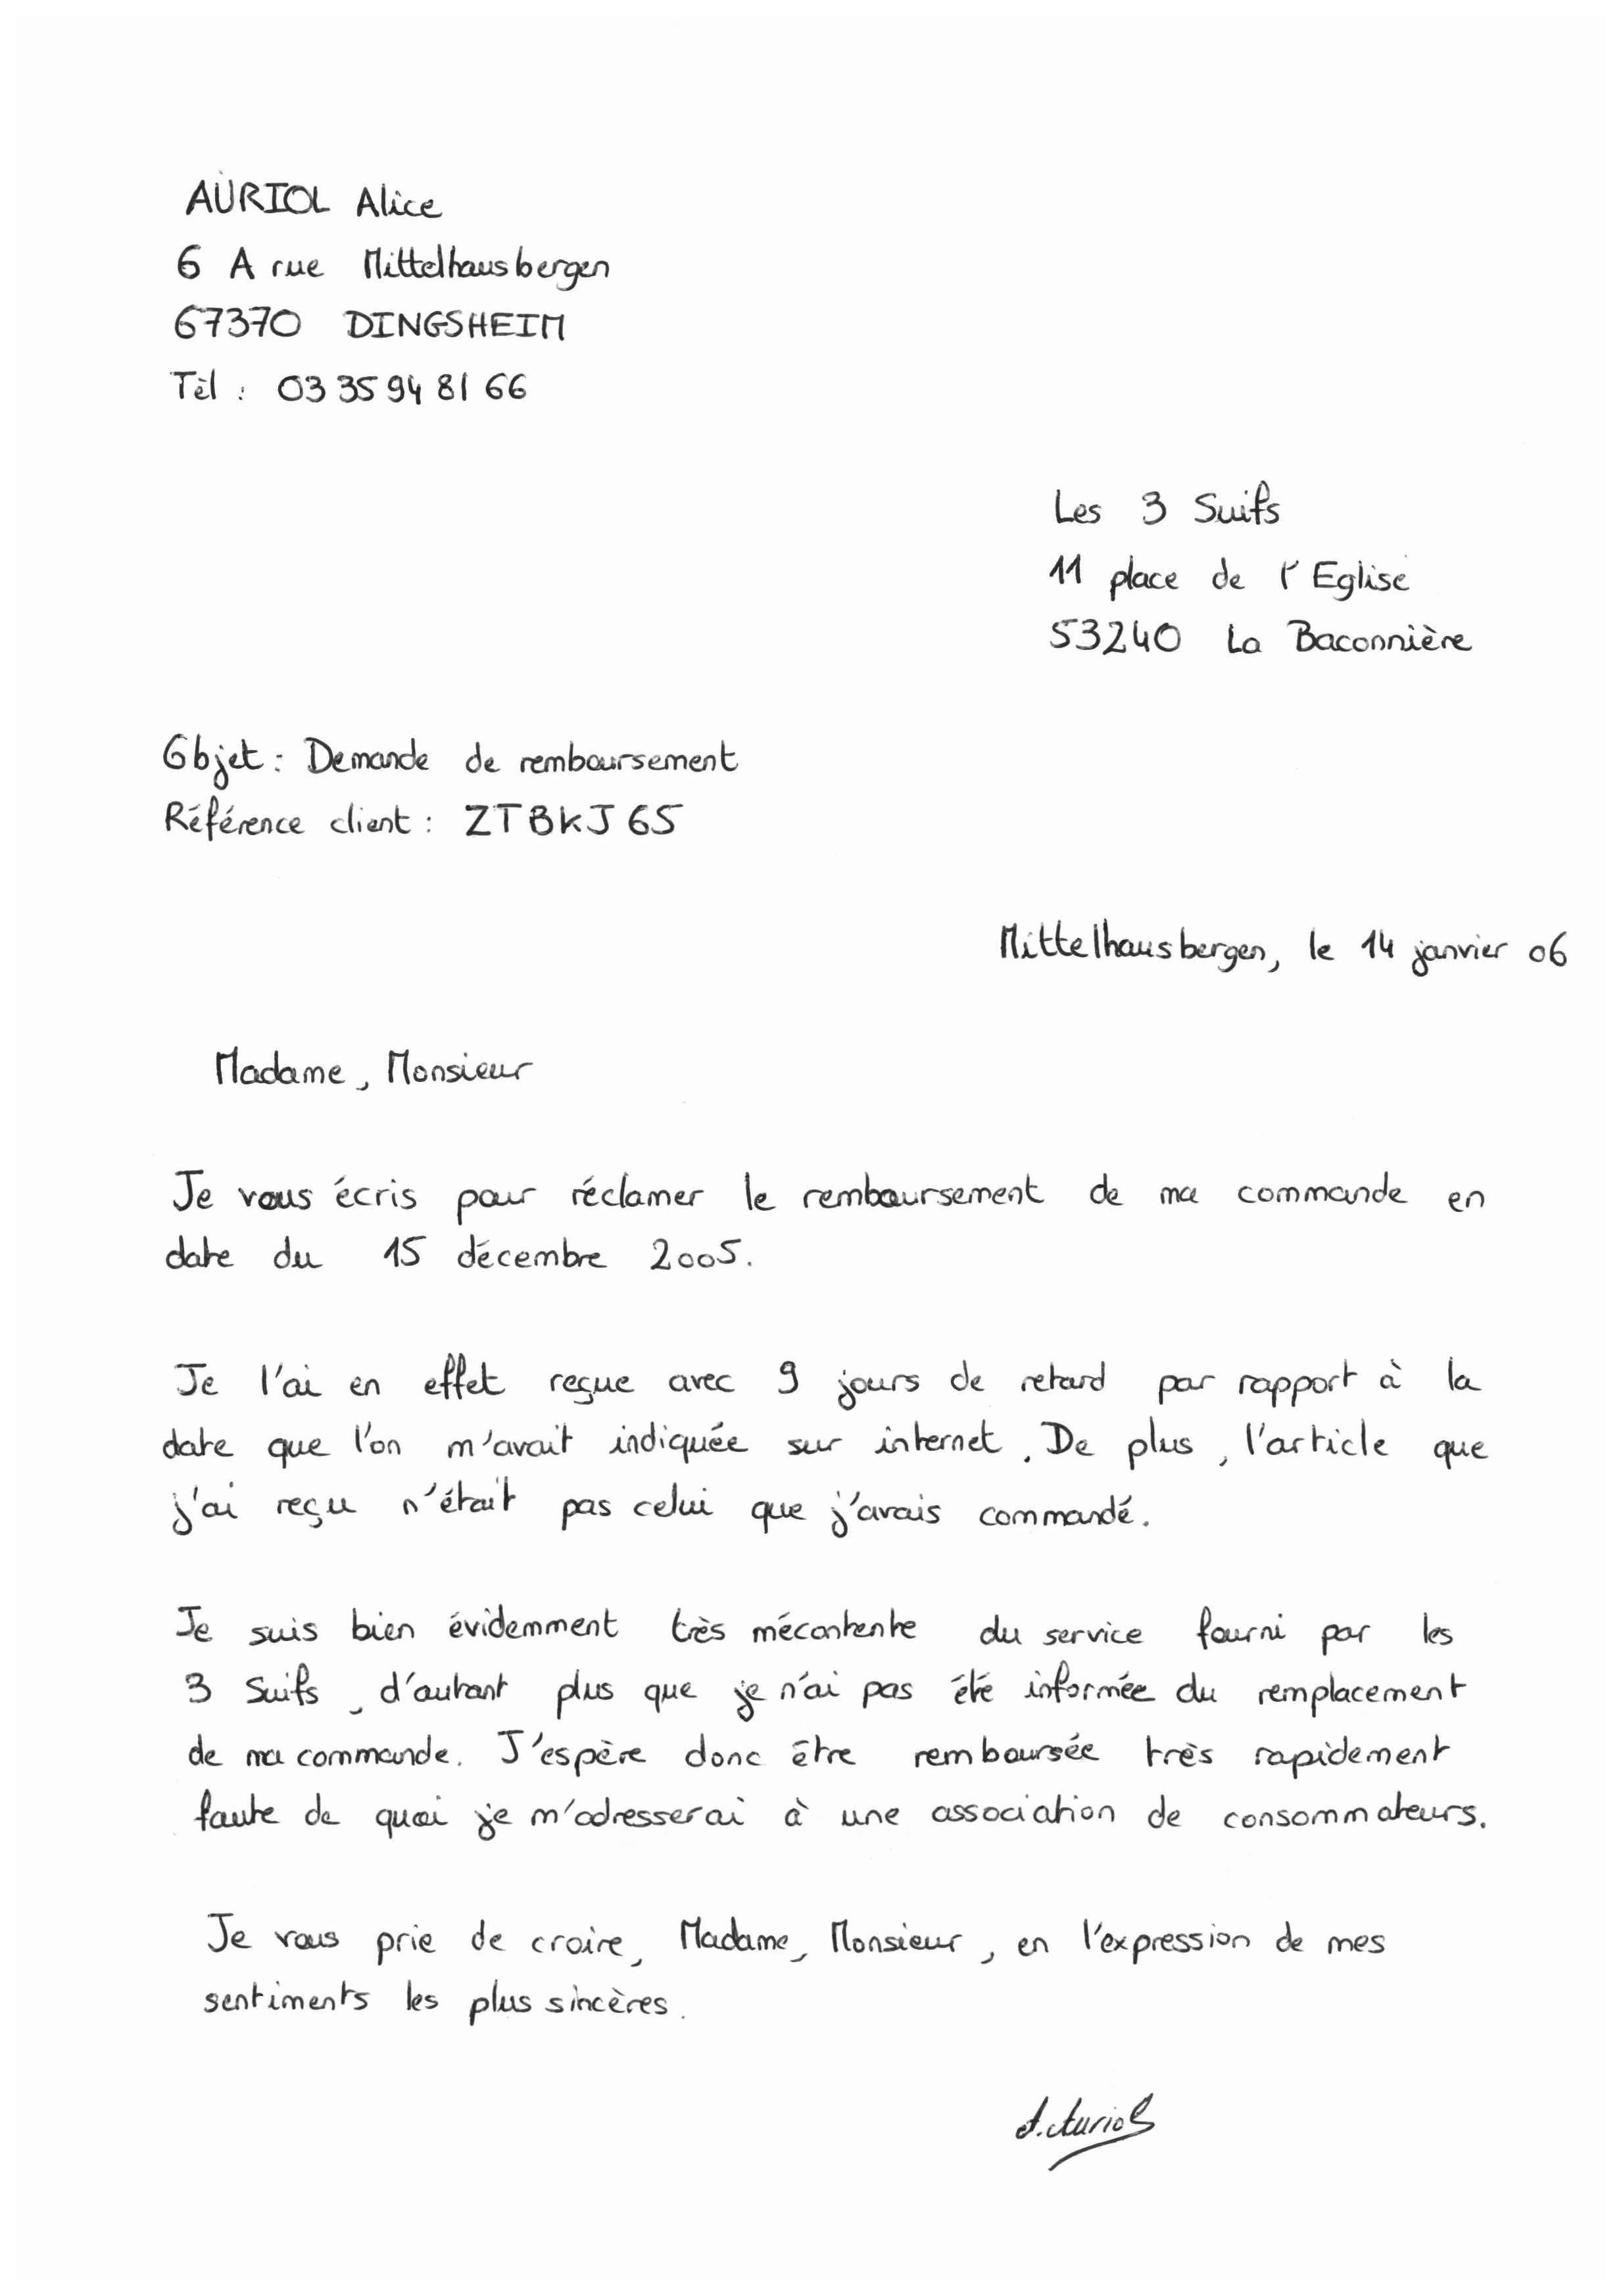 AURIOL Alice
6 A rue Mittelhausbergen
67370 DINGSHEIM
Tèl : 03 35 94 81 66
Les 3 Suifs
11 place de l'Eglise
53240 La Baconnière
Objet : Demande de remboursement
Référence client : ZTBKJ65
Mittelhausbergen, le 14 janvier 06
Madame, Monsieur
Je vous écris pour réclamer le remboursement de ma commande en
date du 15 décembre 2005.
Je l'ai en effet reçue avec 9 jours de retard par rapport à la
date que l'on m'avait indiquée sur internet. De plus, l'article que
j'ai reçu n'était pas celui que j'avais commandé.
Je suis bien évidemment très mécontente du service fourni par les
3 Suifs, d'autant plus que je n'ai pas été informée du remplacement
de ma commande. J'espère donc être remboursée très rapidement
faute de quoi je m'adresserai à une association de consommateurs.
Je vous prie de croire, Madame, Monsieur, en l'expression de mes
sentiments les plus sincères.
A. Auriol